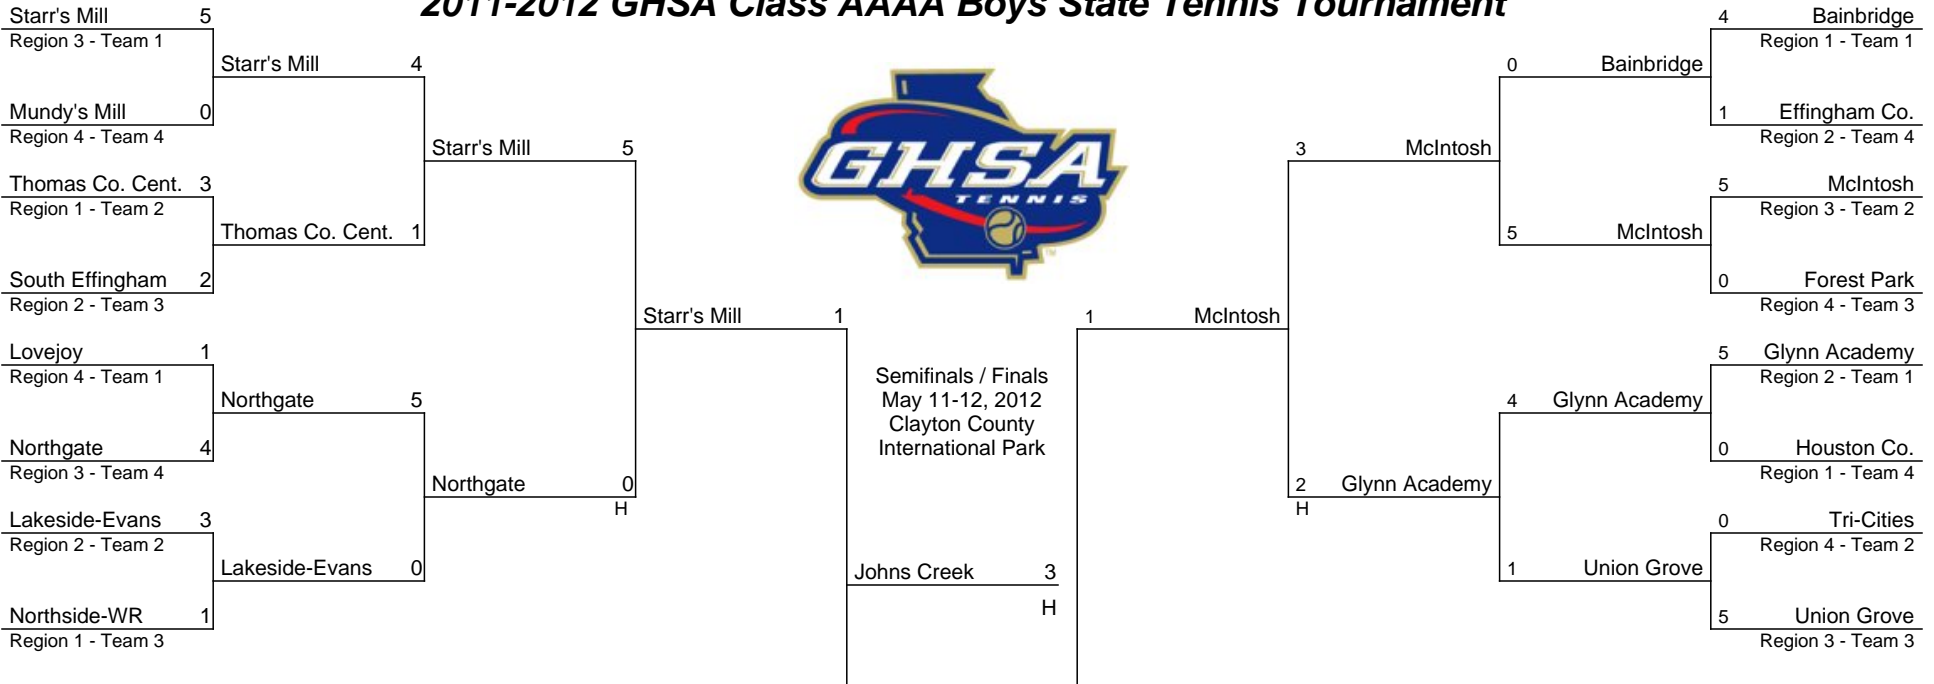 2011-2012 GHSA Class AAAA Boys State Tennis Tournament
Starr's Mill 5
Region 3 - Team 1
Starr's Mill 4
Mundy's Mill 0
Region 4 - Team 4
Starr's Mill 5
Thomas Co. Cent. 3
Region 1 - Team 2
Thomas Co. Cent. 1
South Effingham 2
Region 2 - Team 3
Starr's Mill 1
Lovejoy 1
Region 4 - Team 1
Northgate 5
Northgate 4
Region 3 - Team 4
Northgate 0
H
Lakeside-Evans 3
Region 2 - Team 2
Lakeside-Evans 0
Northside-WR 1
Region 1 - Team 3
GHSA
TENNIS
TM
Semifinals / Finals
May 11-12, 2012
Clayton County
International Park
Johns Creek 3
H
4 Bainbridge
Region 1 - Team 1
0 Bainbridge
1 Effingham Co.
Region 2 - Team 4
3 McIntosh
5 McIntosh
Region 3 - Team 2
5 McIntosh
0 Forest Park
Region 4 - Team 3
1 McIntosh
5 Glynn Academy
Region 2 - Team 1
4 Glynn Academy
0 Houston Co.
Region 1 - Team 4
2 Glynn Academy
H
0 Tri-Cities
Region 4 - Team 2
1 Union Grove
5 Union Grove
Region 3 - Team 3